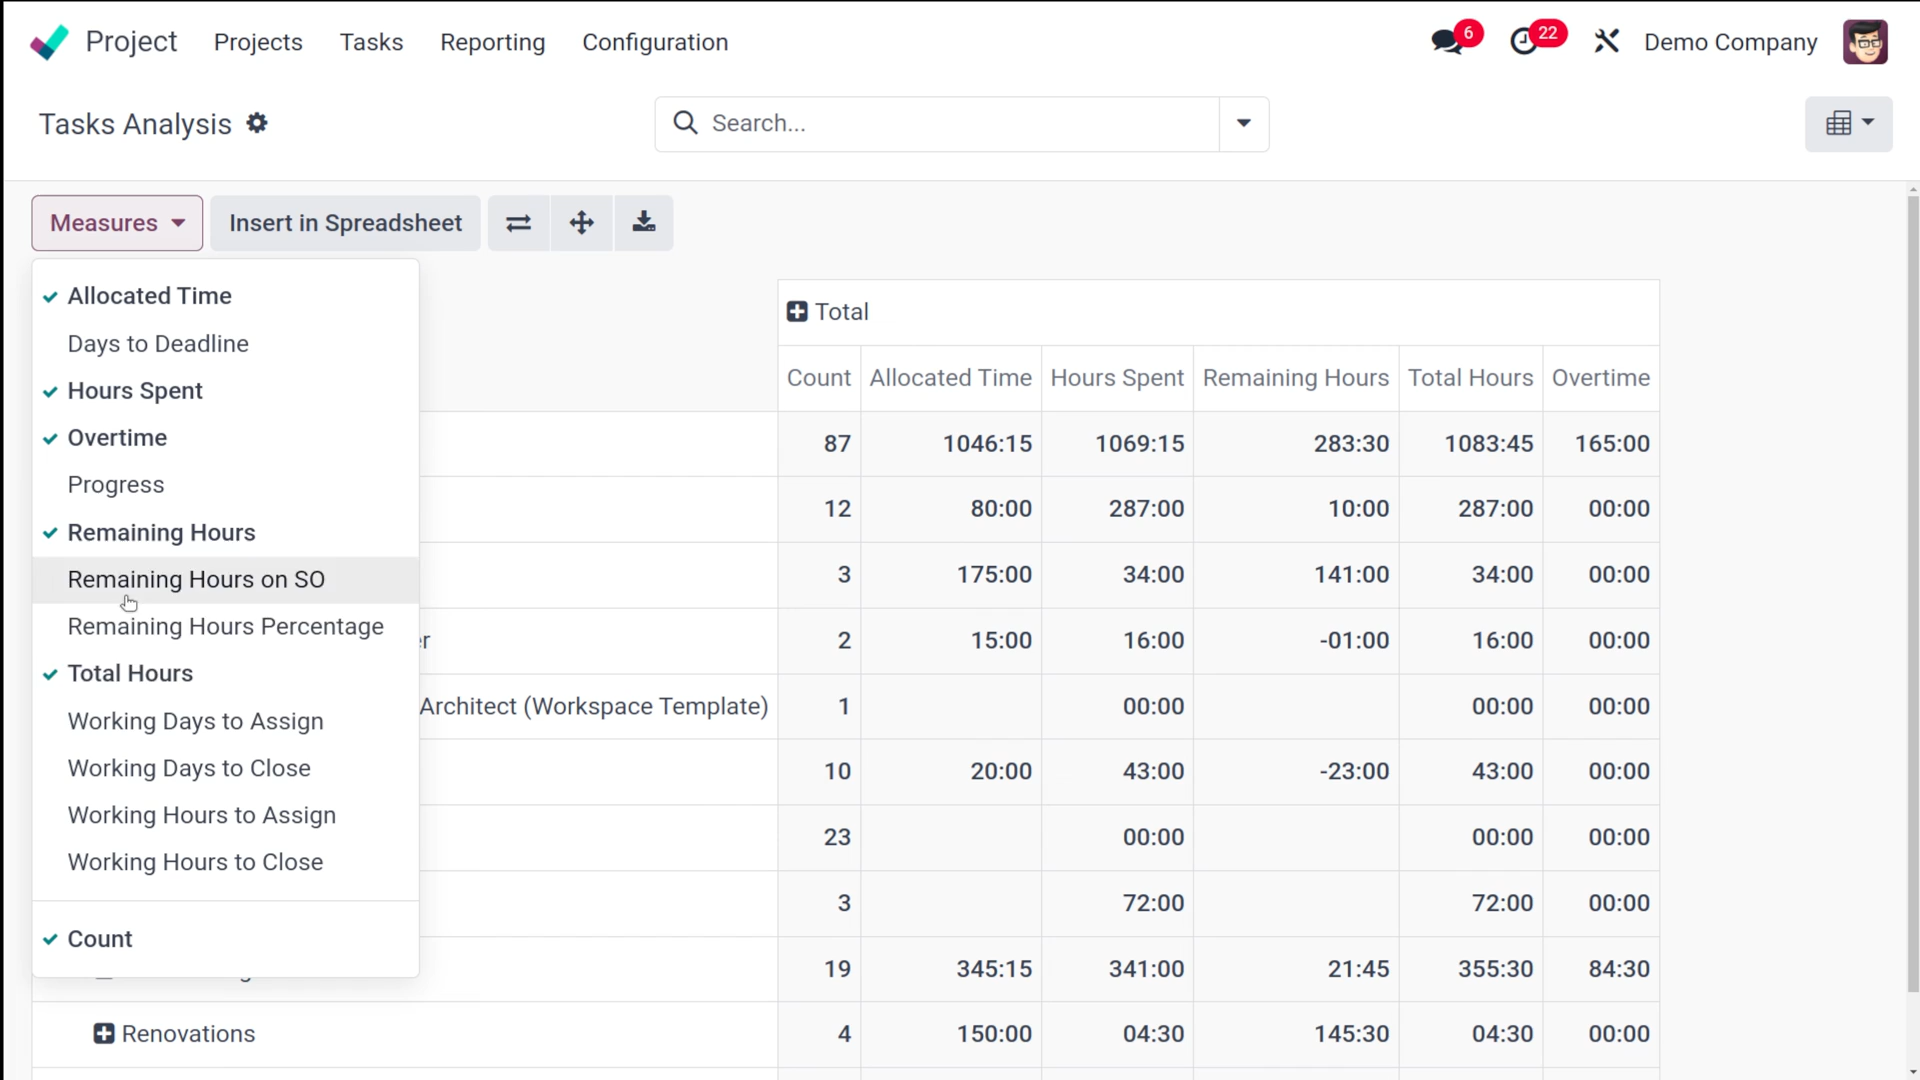 Project Projects Tasks Reporting Configuration 6 22 Demo Company
Tasks Analysis Search...
Measures Insert in Spreadsheet
Allocated Time
Days to Deadline
Hours Spent
Overtime
Progress
Remaining Hours
Remaining Hours on SO
Remaining Hours Percentage
Total Hours
Working Days to Assign
Working Days to Close
Working Hours to Assign
Working Hours to Close
Count
Total
Count Allocated Time Hours Spent Remaining Hours Total Hours Overtime
87 1046:15 1069:15 283:30 1083:45 165:00
12 80:00 287:00 10:00 287:00 00:00
3 175:00 34:00 141:00 34:00 00:00
2 15:00 16:00 -01:00 16:00 00:00
Architect (Workspace Template) 1 00:00 00:00 00:00
10 20:00 43:00 -23:00 43:00 00:00
23 00:00 00:00 00:00
3 72:00 72:00 00:00
19 345:15 341:00 21:45 355:30 84:30
Renovations 4 150:00 04:30 145:30 04:30 00:00